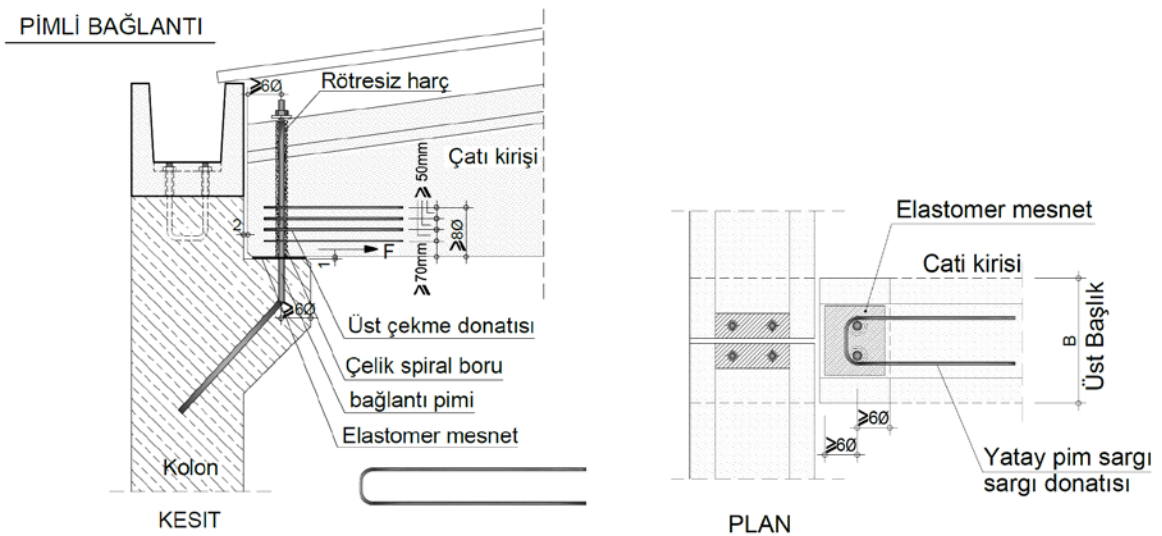 PİMLİ BAĞLANTI
⩾6Ø
Rötresiz harç
Çatı kirişi
⩾ 50mm
⩾8Ø
⩾70mm
2
1
F
⩾6Ø
Üst çekme donatısı
Çelik spiral boru
bağlantı pimi
Elastomer mesnet
Kolon
KESIT
Elastomer mesnet
Cati kirisi
B
Üst Başlık
⩾6Ø
⩾6Ø
Yatay pim sargı
sargı donatısı
PLAN